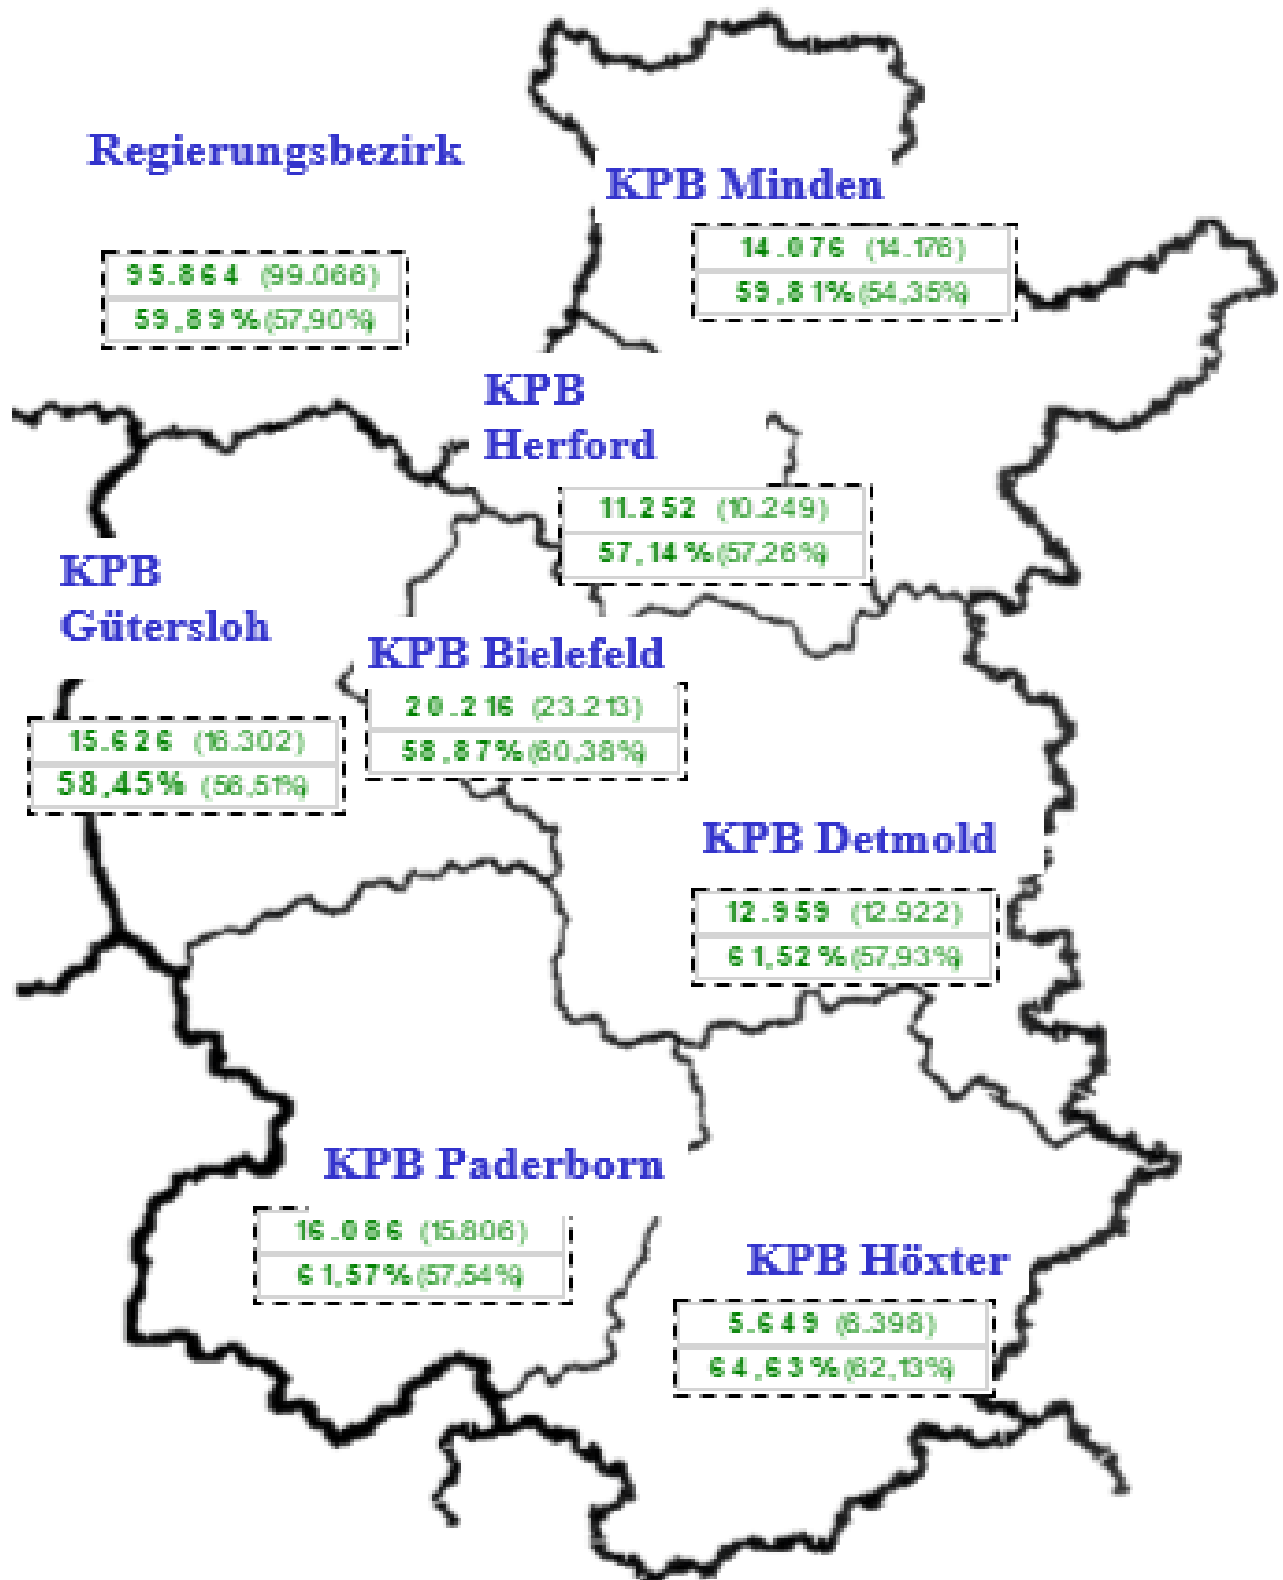 Regierungsbezirk
95.864 (99.066)
59,89% (57,90%)
KPB Minden
14.076 (14.176)
59,81% (54,35%)
KPB
Herford
11.252 (10.249)
57,14% (57,26%)
KPB
Gütersloh
15.626 (16.302)
58,45% (56,51%)
KPB Bielefeld
20.216 (23.213)
58,87% (60,38%)
KPB Detmold
12.959 (12.922)
61,52% (57,93%)
KPB Paderborn
16.086 (15.806)
61,57% (57,54%)
KPB Höxter
5.649 (6.398)
64,63% (62,13%)